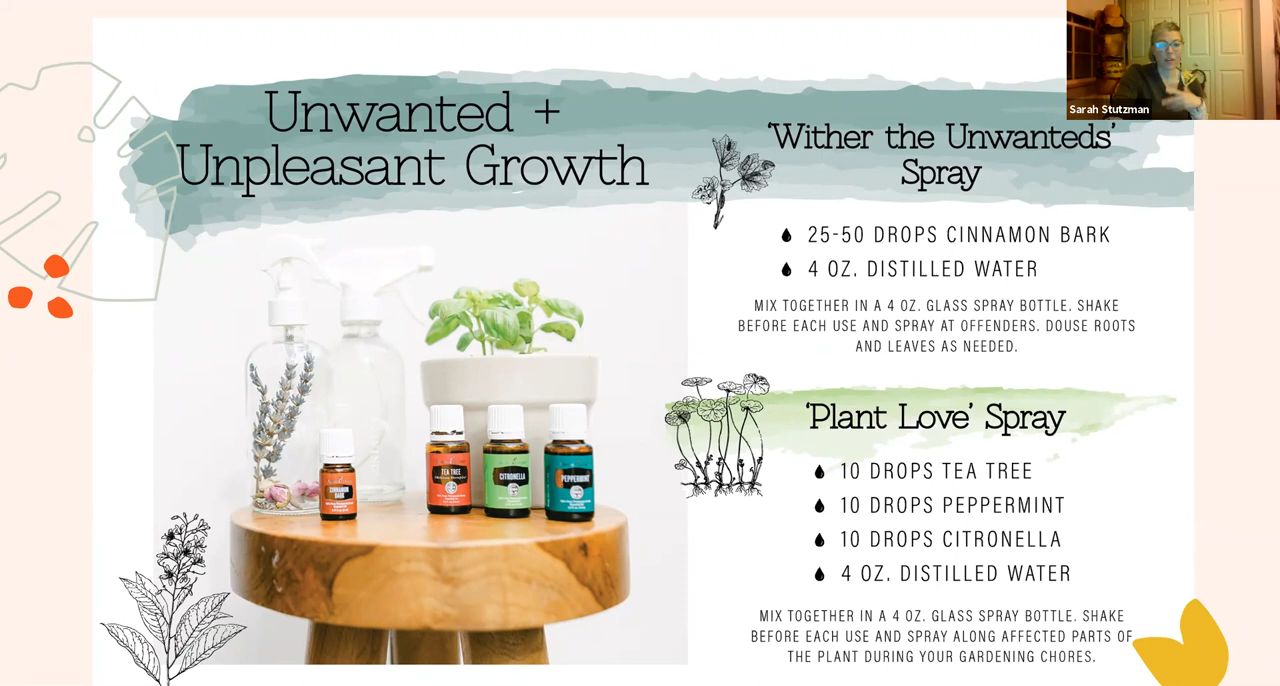 Sarah Stutzman
Unwanted +
Unpleasant Growth
'Wither the Unwanteds'
Spray
25-50 DROPS CINNAMON BARK
4 OZ. DISTILLED WATER
MIX TOGETHER IN A 4 OZ. GLASS SPRAY BOTTLE. SHAKE
BEFORE EACH USE AND SPRAY AT OFFENDERS. DOUSE ROOTS
AND LEAVES AS NEEDED.
'Plant Love' Spray
10 DROPS TEA TREE
10 DROPS PEPPERMINT
10 DROPS CITRONELLA
4 OZ. DISTILLED WATER
MIX TOGETHER IN A 4 OZ. GLASS SPRAY BOTTLE. SHAKE
BEFORE EACH USE AND SPRAY ALONG AFFECTED PARTS OF
THE PLANT DURING YOUR GARDENING CHORES.
CINNAMON
BARK
TEA TREE
CITRONELLA
PEPPERMINT